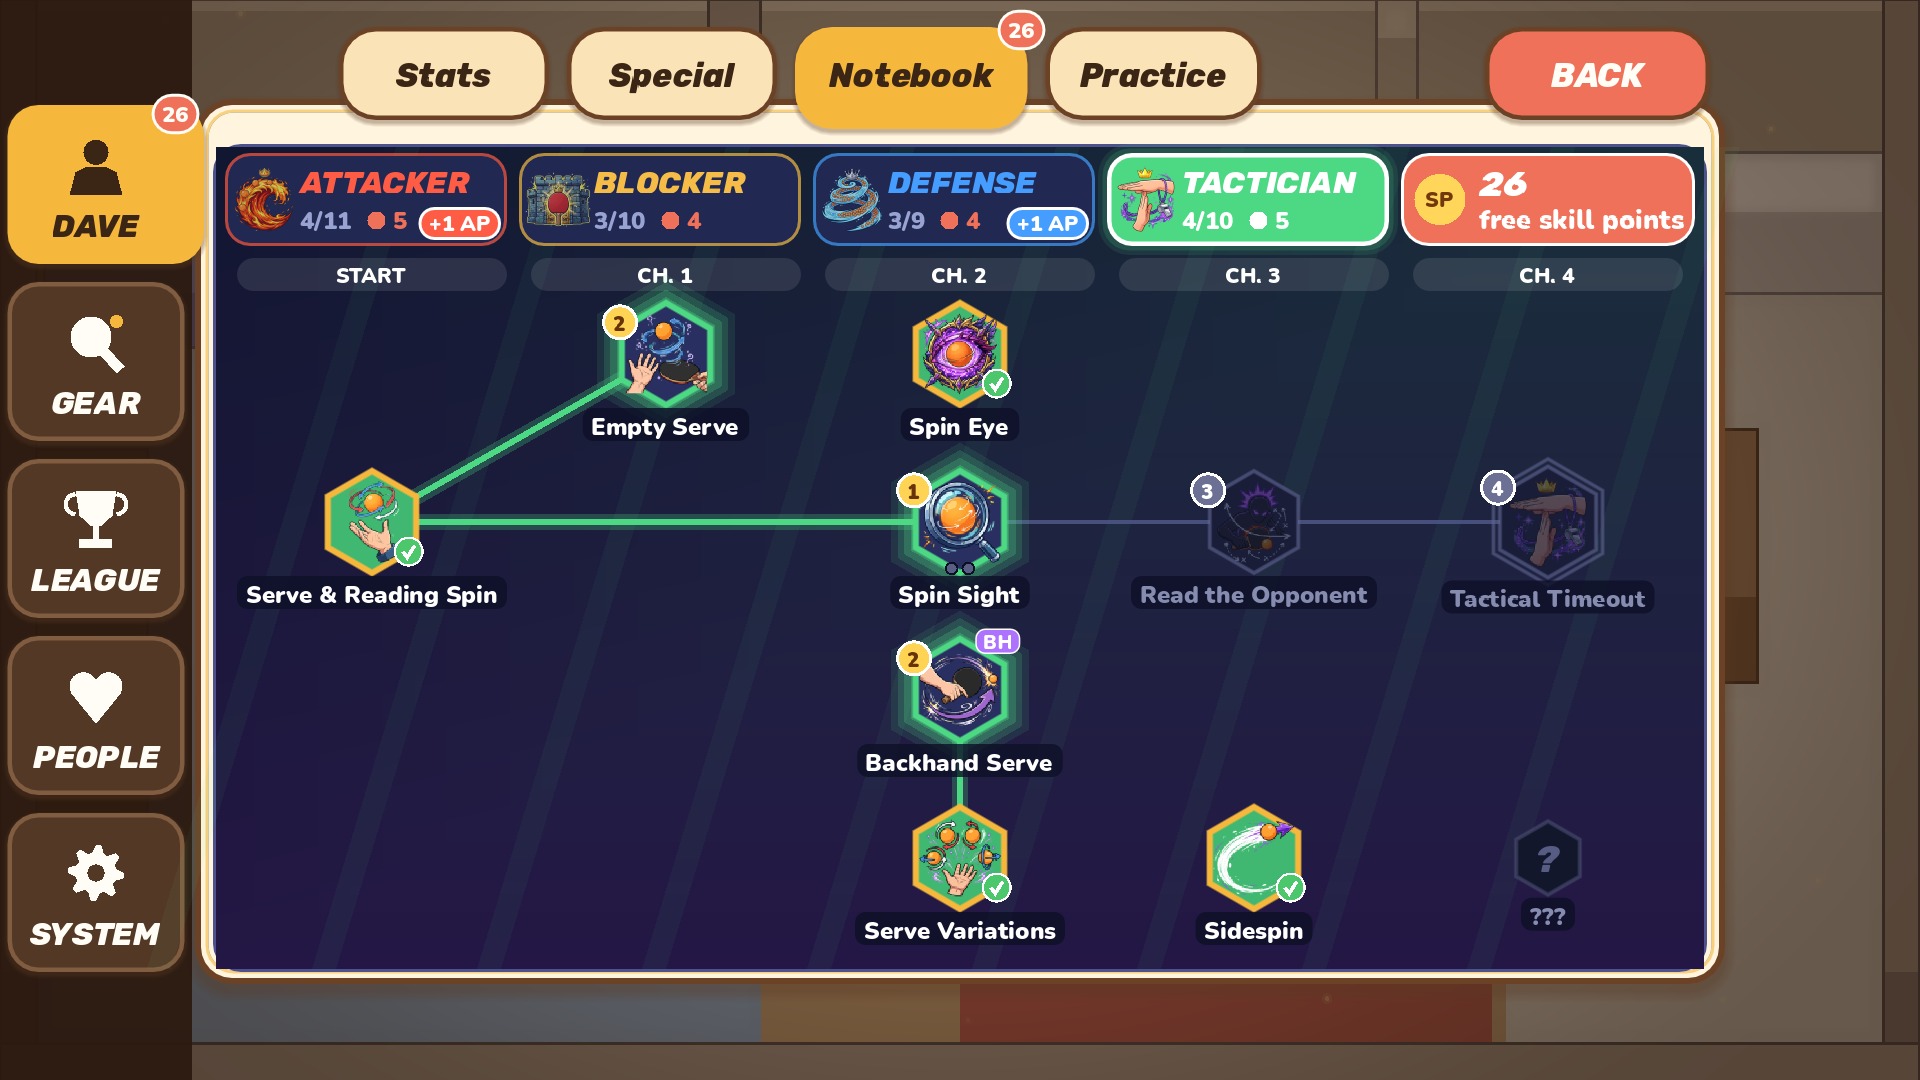 Stats
Special
Notebook
26
Practice
BACK
26
DAVE
GEAR
LEAGUE
PEOPLE
SYSTEM
ATTACKER
4/11 5 +1 AP
BLOCKER
3/10 4
DEFENSE
3/9 4 +1 AP
TACTICIAN
4/10 5
SP 26
free skill points
START
CH. 1
CH. 2
CH. 3
CH. 4
2
Empty Serve
Spin Eye
Serve & Reading Spin
1
Spin Sight
3
Read the Opponent
4
Tactical Timeout
2
BH
Backhand Serve
Serve Variations
Sidespin
?
???